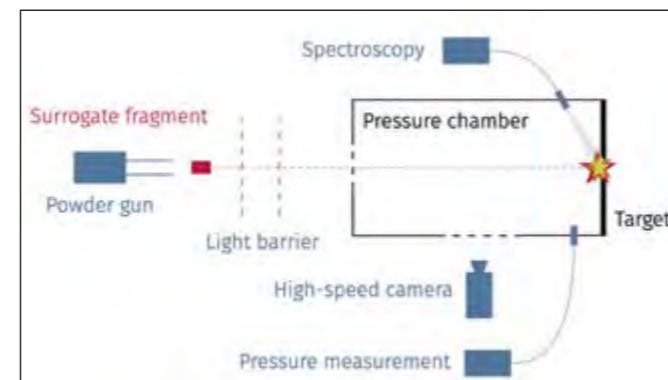 Spectroscopy
Surrogate fragment
Pressure chamber
Powder gun
Target
Light barrier
High-speed camera
Pressure measurement